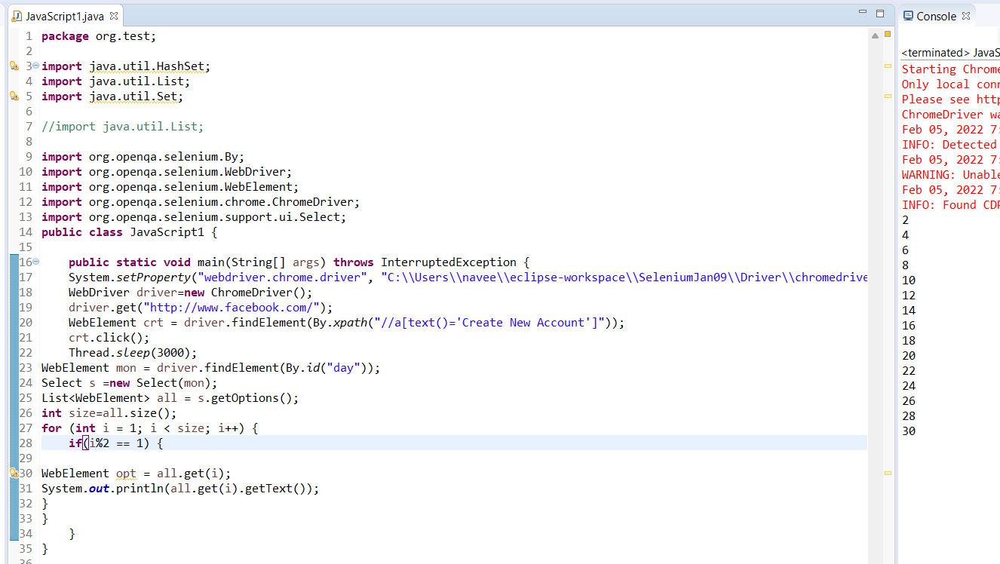 JavaScript1.java
1 package org.test;
2
3 import java.util.HashSet;
4 import java.util.List;
5 import java.util.Set;
6
7 //import java.util.List;
8
9 import org.openqa.selenium.By;
10 import org.openqa.selenium.WebDriver;
11 import org.openqa.selenium.WebElement;
12 import org.openqa.selenium.chrome.ChromeDriver;
13 import org.openqa.selenium.support.ui.Select;
14 public class JavaScript1 {
15
16     public static void main(String[] args) throws InterruptedException {
17     System.setProperty("webdriver.chrome.driver", "C:\\Users\\navee\\eclipse-workspace\\SeleniumJan09\\Driver\\chromedrive
18     WebDriver driver=new ChromeDriver();
19     driver.get("http://www.facebook.com/");
20     WebElement crt = driver.findElement(By.xpath("//a[text()='Create New Account']"));
21     crt.click();
22     Thread.sleep(3000);
23 WebElement mon = driver.findElement(By.id("day"));
24 Select s =new Select(mon);
25 List<WebElement> all = s.getOptions();
26 int size=all.size();
27 for (int i = 1; i < size; i++) {
28     if(i%2 == 1) {
29
30 WebElement opt = all.get(i);
31 System.out.println(all.get(i).getText());
32 }
33 }
34     }
35 }
36
Console
<terminated> JavaS
Starting Chrome
Only local conn
Please see http
ChromeDriver wa
Feb 05, 2022 7:
INFO: Detected
Feb 05, 2022 7:
WARNING: Unable
Feb 05, 2022 7:
INFO: Found CDP
2
4
6
8
10
12
14
16
18
20
22
24
26
28
30